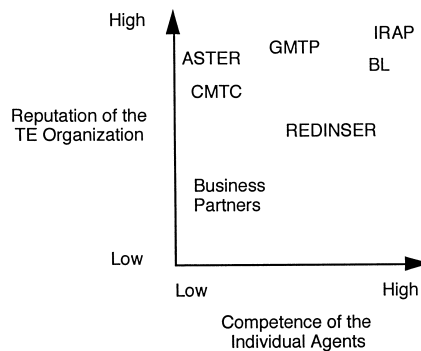 High
IRAP
GMTP
ASTER
BL
CMTC
Reputation of the
TE Organization
REDINSER
Business
Partners
Low
Low
High
Competence of the
Individual Agents